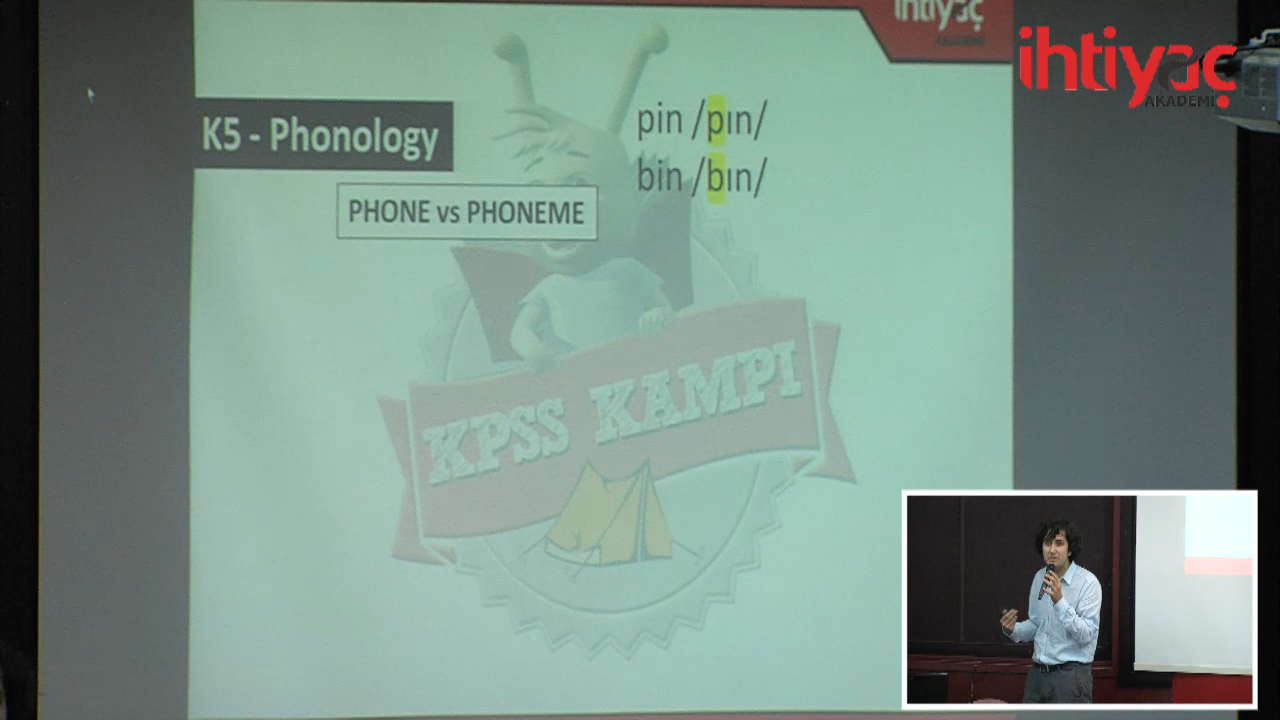 ihtiyaç
AKADEMİ
ihtiyaç
AKADEMİ
K5 - Phonology
pin /pın/
bin /bın/
PHONE vs PHONEME
KPSS KAMPI